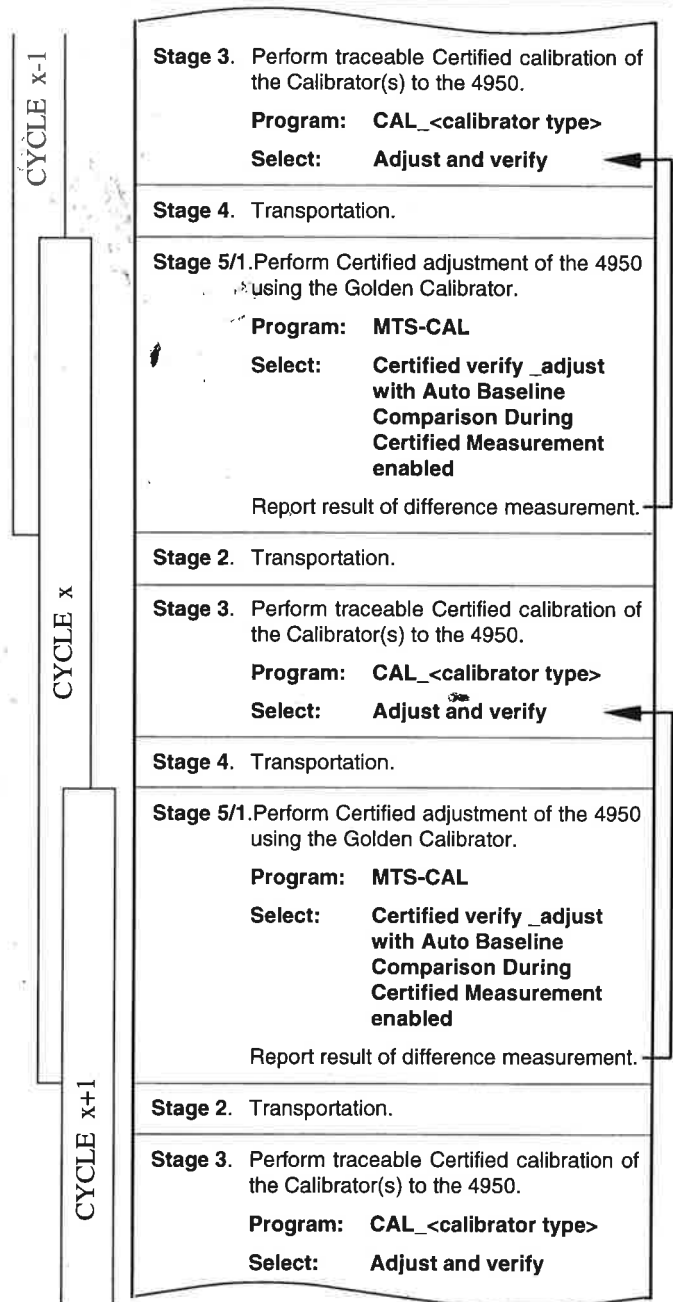 CYCLE x-1
Stage 3. Perform traceable Certified calibration of
the Calibrator(s) to the 4950.
Program: CAL_<calibrator type>
Select: Adjust and verify
Stage 4. Transportation.
Stage 5/1.Perform Certified adjustment of the 4950
using the Golden Calibrator.
Program: MTS-CAL
Select: Certified verify _adjust
with Auto Baseline
Comparison During
Certified Measurement
enabled
Report result of difference measurement.
CYCLE x
Stage 2. Transportation.
Stage 3. Perform traceable Certified calibration of
the Calibrator(s) to the 4950.
Program: CAL_<calibrator type>
Select: Adjust and verify
Stage 4. Transportation.
Stage 5/1.Perform Certified adjustment of the 4950
using the Golden Calibrator.
Program: MTS-CAL
Select: Certified verify _adjust
with Auto Baseline
Comparison During
Certified Measurement
enabled
Report result of difference measurement.
CYCLE x+1
Stage 2. Transportation.
Stage 3. Perform traceable Certified calibration of
the Calibrator(s) to the 4950.
Program: CAL_<calibrator type>
Select: Adjust and verify